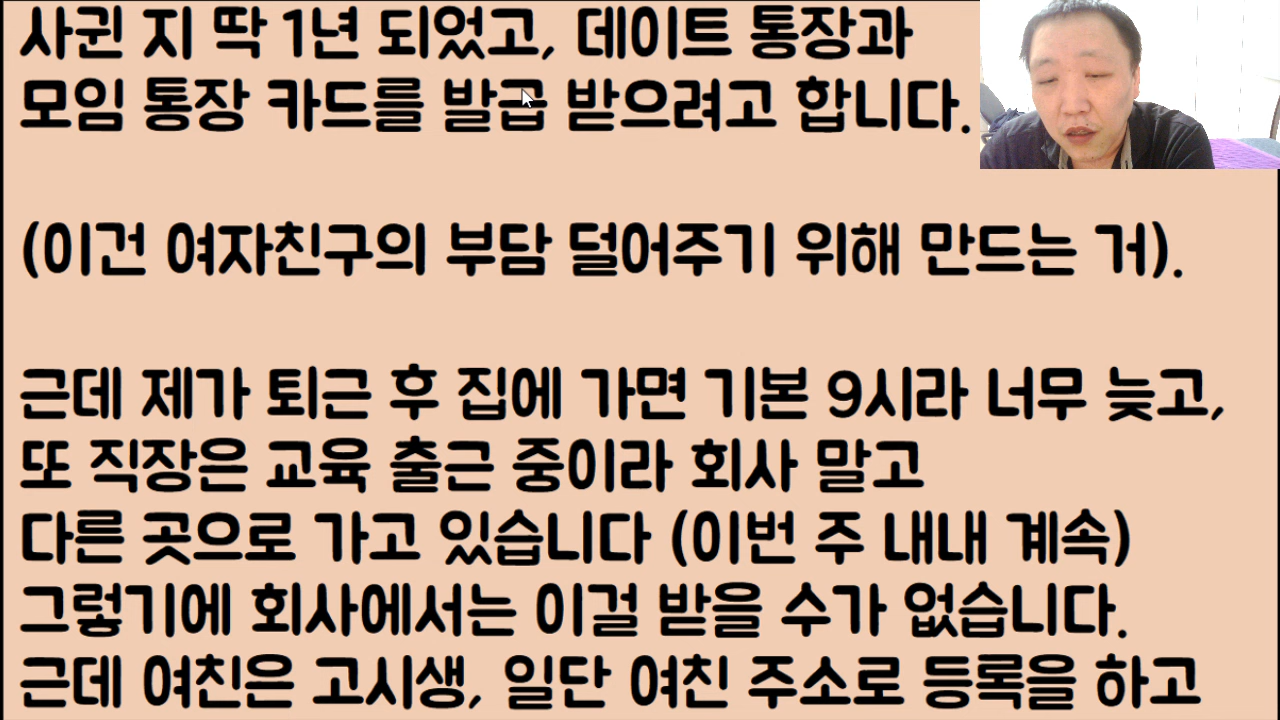 사귄 지 딱 1년 되었고, 데이트 통장과
모임 통장 카드를 발급 받으려고 합니다.
(이건 여자친구의 부담 덜어주기 위해 만드는 거).
근데 제가 퇴근 후 집에 가면 기본 9시라 너무 늦고,
또 직장은 교육 출근 중이라 회사 말고
다른 곳으로 가고 있습니다 (이번 주 내내 계속)
그렇기에 회사에서는 이걸 받을 수가 없습니다.
근데 여친은 고시생, 일단 여친 주소로 등록을 하고